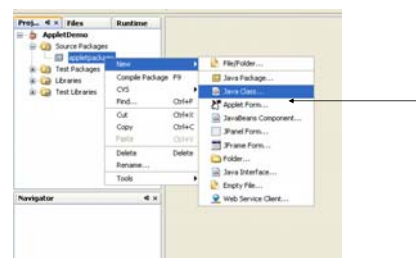 Proj... Files Runtime
AppletDemo
Source Packages
appletpackage
Test Packages
Libraries
Test Libraries
New
Compile Package F9
CVS
Find... Ctrl+F
Cut Ctrl+X
Copy Ctrl+C
Paste Ctrl+V
Delete Delete
Rename...
Tools
File/Folder...
Java Package...
Java Class...
Applet Form...
JavaBeans Component...
JPanel Form...
JFrame Form...
Folder...
Java Interface...
Empty File...
Web Service Client...
Navigator